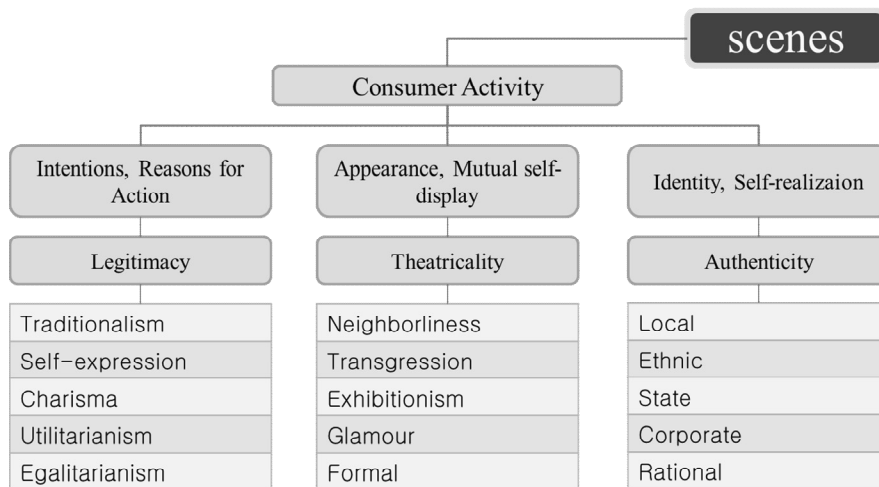 scenes
Consumer Activity
Intentions, Reasons for
Action
Appearance, Mutual self-
display
Identity, Self-realizaion
Legitimacy
Theatricality
Authenticity
Traditionalism
Self-expression
Charisma
Utilitarianism
Egalitarianism
Neighborliness
Transgression
Exhibitionism
Glamour
Formal
Local
Ethnic
State
Corporate
Rational